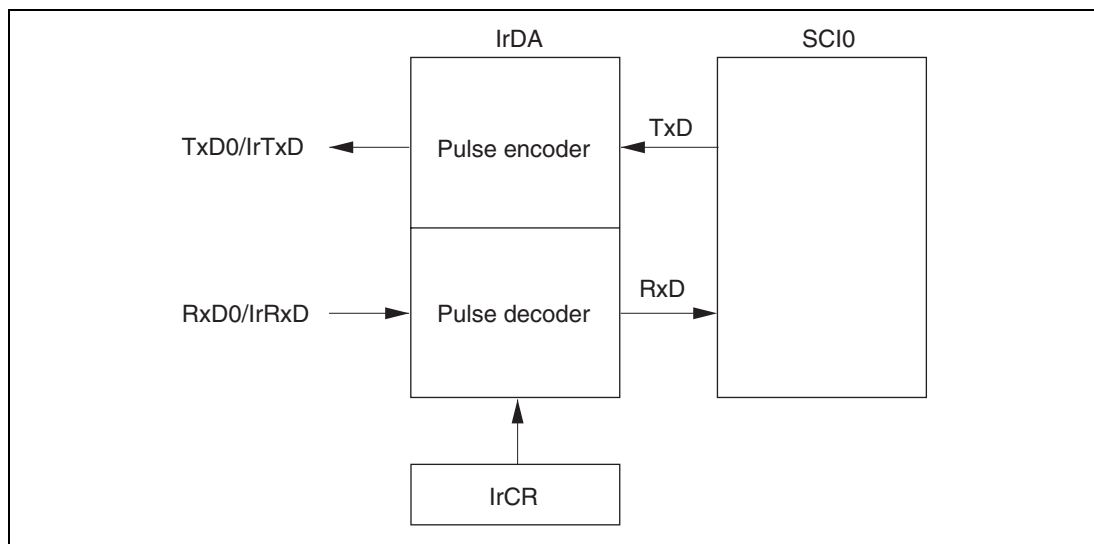 IrDA
SCI0
TxD0/IrTxD
Pulse encoder
TxD
RxD0/IrRxD
Pulse decoder
RxD
IrCR